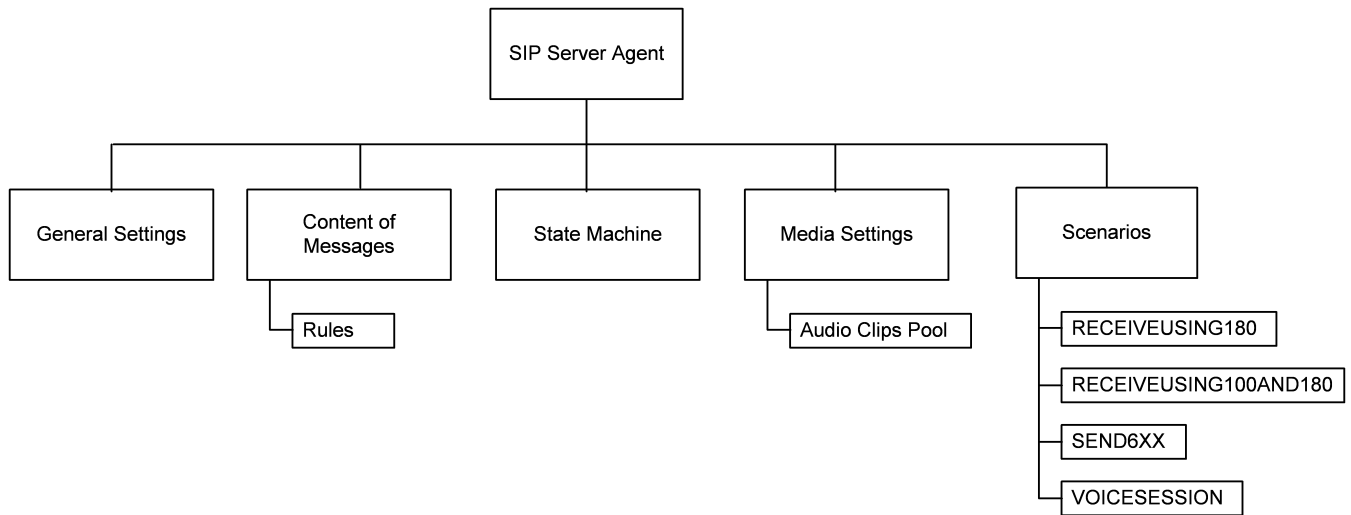 SIP Server Agent
General Settings
Content of
Messages
State Machine
Media Settings
Scenarios
Rules
Audio Clips Pool
RECEIVEUSING180
RECEIVEUSING100AND180
SEND6XX
VOICESESSION